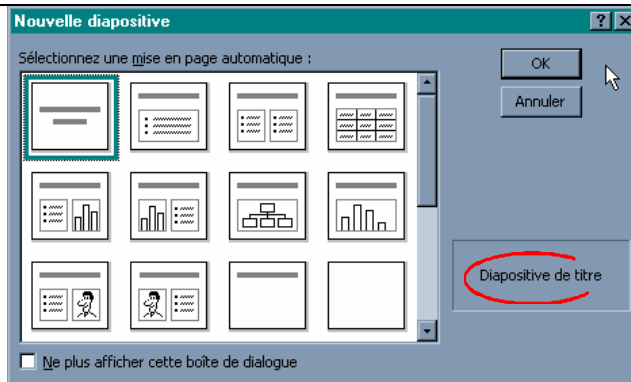 Nouvelle diapositive
Sélectionnez une mise en page automatique :
OK
Annuler
Diapositive de titre
Ne plus afficher cette boîte de dialogue